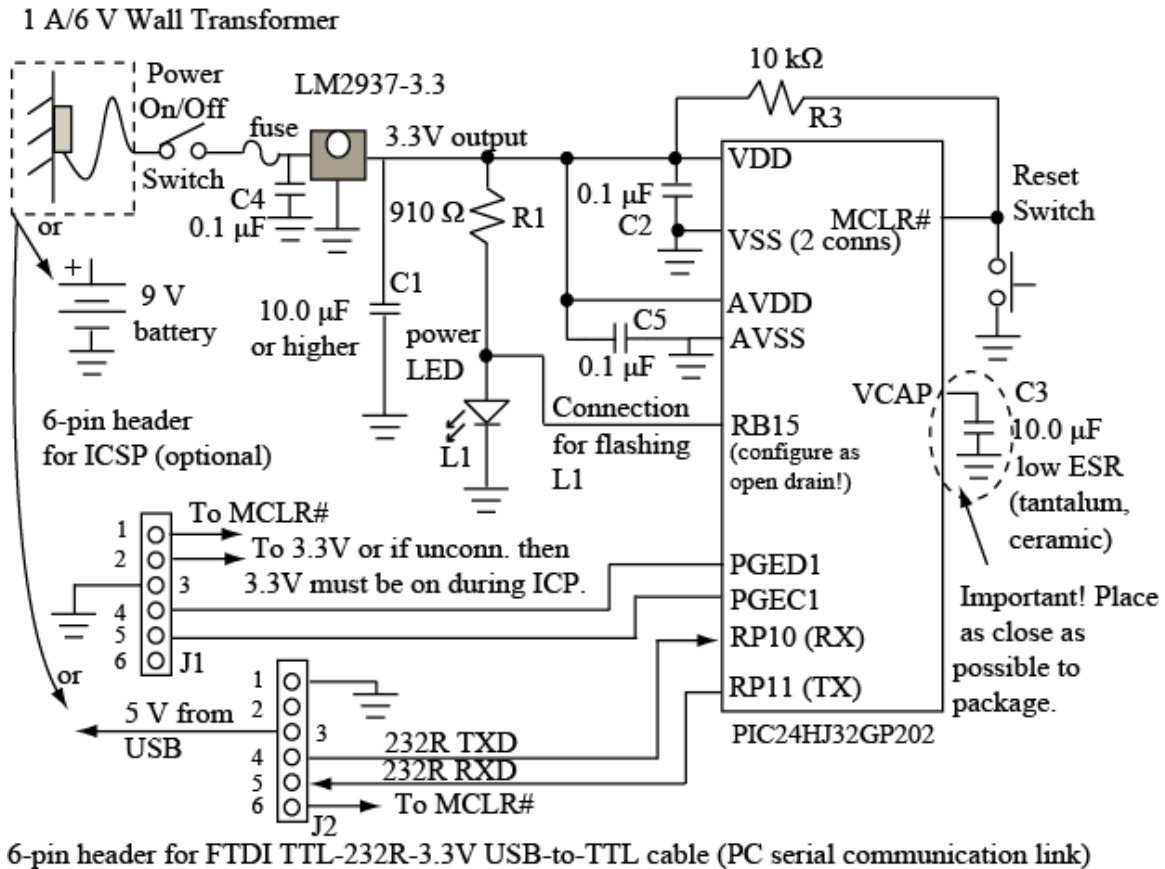 1 A/6 V Wall Transformer
Power
On/Off
Switch
fuse
LM2937-3.3
3.3V output
C4
0.1 µF
or
+
9 V
battery
910 Ω
R1
C1
10.0 µF
or higher
power
LED
L1
10 kΩ
R3
0.1 µF
C2
C5
0.1 µF
Connection
for flashing
L1
VDD
VSS (2 conns)
AVDD
AVSS
RB15
(configure as
open drain!)
PGED1
PGEC1
RP10 (RX)
RP11 (TX)
MCLR#
VCAP
PIC24HJ32GP202
Reset
Switch
C3
10.0 µF
low ESR
(tantalum,
ceramic)
Important! Place
as close as
possible to
package.
6-pin header
for ICSP (optional)
1
2
3
4
5
6
J1
To MCLR#
To 3.3V or if unconn. then
3.3V must be on during ICP.
or
5 V from
USB
1
2
3
4
5
6
J2
232R TXD
232R RXD
To MCLR#
6-pin header for FTDI TTL-232R-3.3V USB-to-TTL cable (PC serial communication link)